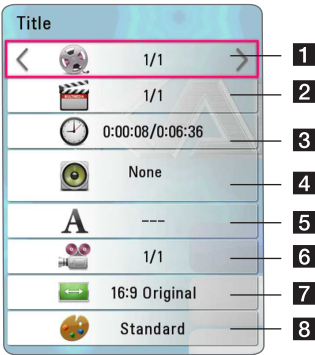 Title
1/1 1
1/1 2
0:00:08/0:06:36 3
None 4
A --- 5
1/1 6
16:9 Original 7
Standard 8